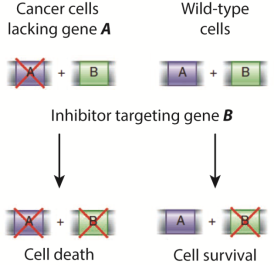 Cancer cells Wild-type
lacking gene A cells
A + B A + B
Inhibitor targeting gene B
A + B A + B
Cell death Cell survival